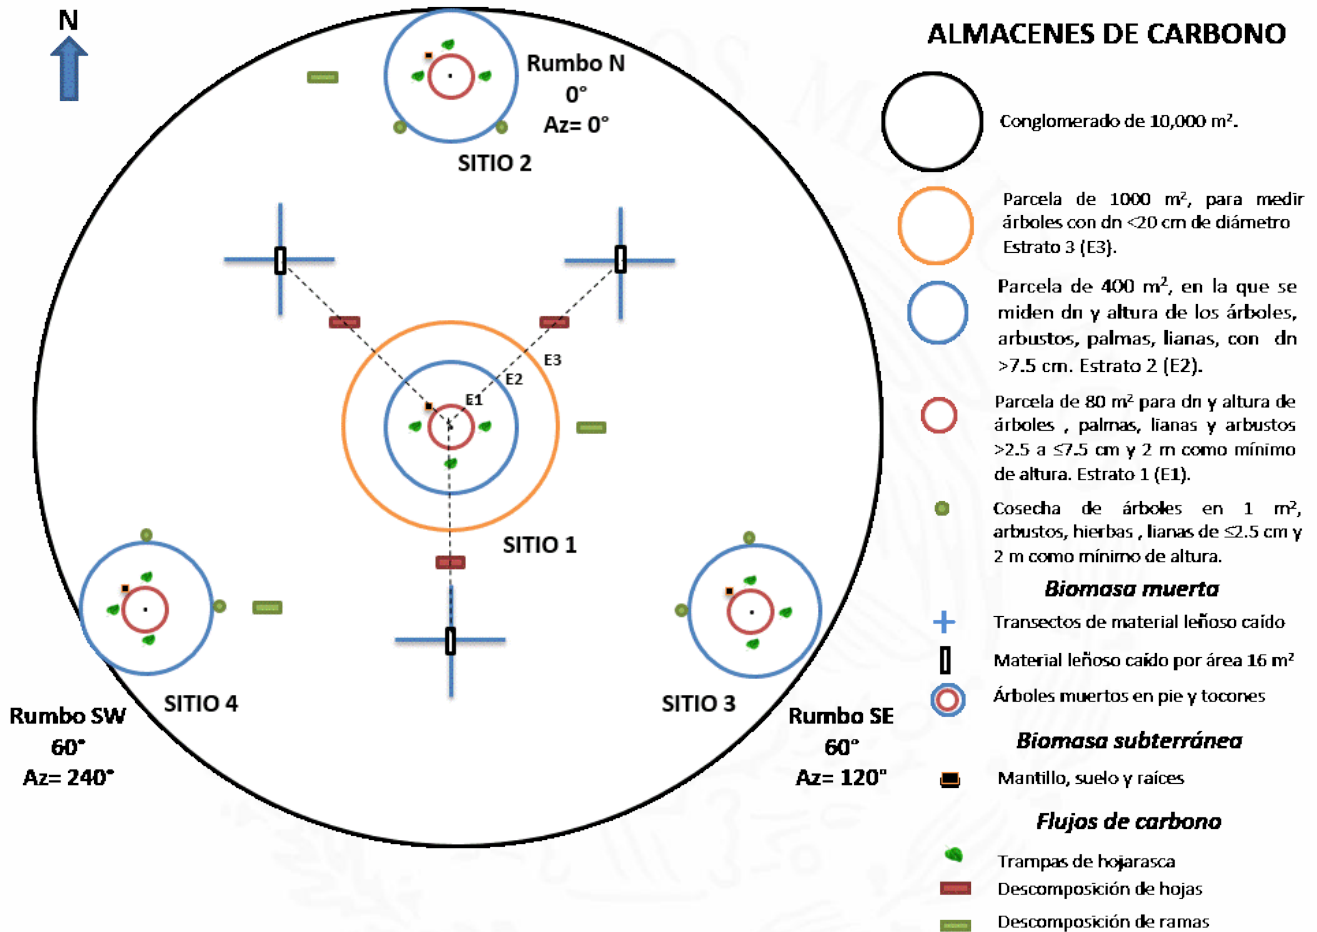 N
Rumbo N
0°
Az= 0°
SITIO 2
E3
E2
E1
SITIO 1
SITIO 4
Rumbo SW
60°
Az= 240°
SITIO 3
Rumbo SE
60°
Az= 120°
ALMACENES DE CARBONO
Conglomerado de 10,000 m².
Parcela de 1000 m², para medir
árboles con dn <20 cm de diámetro
Estrato 3 (E3).
Parcela de 400 m², en la que se
miden dn y altura de los árboles,
arbustos, palmas, lianas, con dn
>7.5 cm. Estrato 2 (E2).
Parcela de 80 m² para dn y altura de
árboles , palmas, lianas y arbustos
>2.5 a ≤7.5 cm y 2 m como mínimo
de altura. Estrato 1 (E1).
Cosecha de árboles en 1 m²,
arbustos, hierbas , lianas de ≤2.5 cm y
2 m como mínimo de altura.
Biomasa muerta
Transectos de material leñoso caído
Material leñoso caído por área 16 m²
Árboles muertos en pie y tocones
Biomasa subterránea
Mantillo, suelo y raíces
Flujos de carbono
Trampas de hojarasca
Descomposición de hojas
Descomposición de ramas